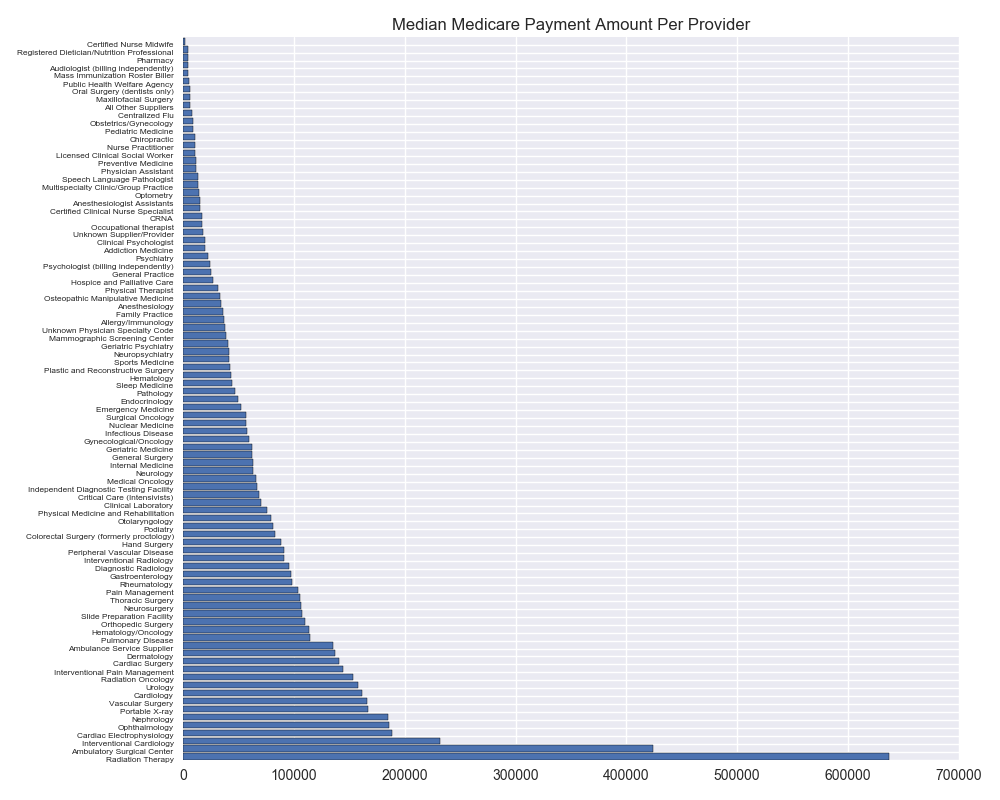 Median Medicare Payment Amount Per Provider
Certified Nurse Midwife
Registered Dietician/Nutrition Professional
Pharmacy
Audiologist (billing independently)
Mass Immunization Roster Biller
Public Health Welfare Agency
Oral Surgery (dentists only)
Maxillofacial Surgery
All Other Suppliers
Centralized Flu
Obstetrics/Gynecology
Pediatric Medicine
Chiropractic
Nurse Practitioner
Licensed Clinical Social Worker
Preventive Medicine
Physician Assistant
Speech Language Pathologist
Multispecialty Clinic/Group Practice
Optometry
Anesthesiologist Assistants
Certified Clinical Nurse Specialist
CRNA
Occupational therapist
Unknown Supplier/Provider
Clinical Psychologist
Addiction Medicine
Psychiatry
Psychologist (billing independently)
General Practice
Hospice and Palliative Care
Physical Therapist
Osteopathic Manipulative Medicine
Anesthesiology
Family Practice
Allergy/Immunology
Unknown Physician Specialty Code
Mammographic Screening Center
Geriatric Psychiatry
Neuropsychiatry
Sports Medicine
Plastic and Reconstructive Surgery
Hematology
Sleep Medicine
Pathology
Endocrinology
Emergency Medicine
Surgical Oncology
Nuclear Medicine
Infectious Disease
Gynecological/Oncology
Geriatric Medicine
General Surgery
Internal Medicine
Neurology
Medical Oncology
Independent Diagnostic Testing Facility
Critical Care (Intensivists)
Clinical Laboratory
Physical Medicine and Rehabilitation
Otolaryngology
Podiatry
Colorectal Surgery (formerly proctology)
Hand Surgery
Peripheral Vascular Disease
Interventional Radiology
Diagnostic Radiology
Gastroenterology
Rheumatology
Pain Management
Thoracic Surgery
Neurosurgery
Slide Preparation Facility
Orthopedic Surgery
Hematology/Oncology
Pulmonary Disease
Ambulance Service Supplier
Dermatology
Cardiac Surgery
Interventional Pain Management
Radiation Oncology
Urology
Cardiology
Vascular Surgery
Portable X-ray
Nephrology
Ophthalmology
Cardiac Electrophysiology
Interventional Cardiology
Ambulatory Surgical Center
Radiation Therapy
0 100000 200000 300000 400000 500000 600000 700000